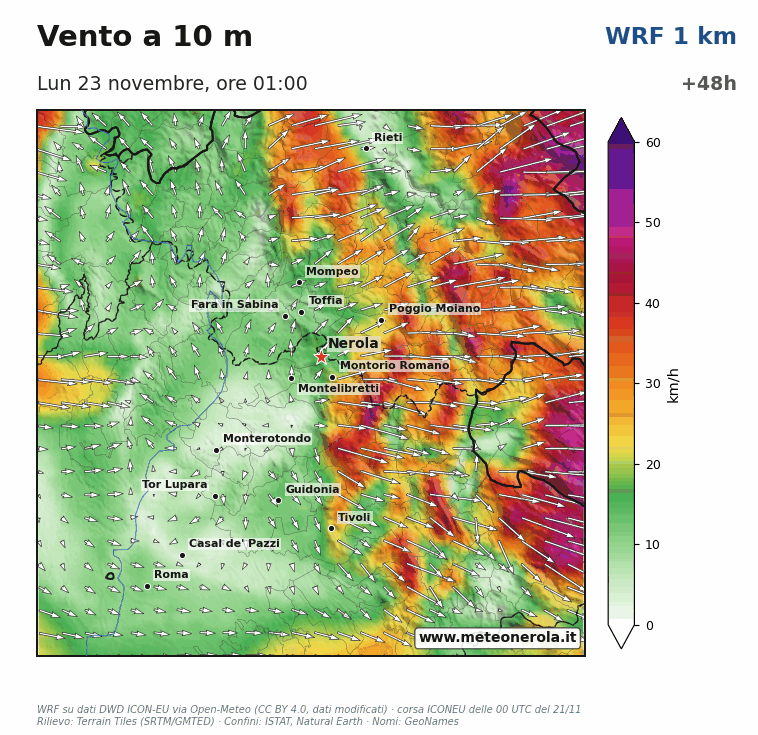 Vento a 10 m
WRF 1 km
Lun 23 novembre, ore 01:00
+48h
Rieti
Mompeo
Fara in Sabina
Toffia
Poggio Moiano
Nerola
Montorio Romano
Montelibretti
Monterotondo
Tor Lupara
Guidonia
Tivoli
Casal de' Pazzi
Roma
www.meteonerola.it
60
50
40
30
20
10
0
km/h
WRF su dati DWD ICON-EU via Open-Meteo (CC BY 4.0, dati modificati) · corsa ICONEU delle 00 UTC del 21/11
Rilievo: Terrain Tiles (SRTM/GMTED) · Confini: ISTAT, Natural Earth · Nomi: GeoNames